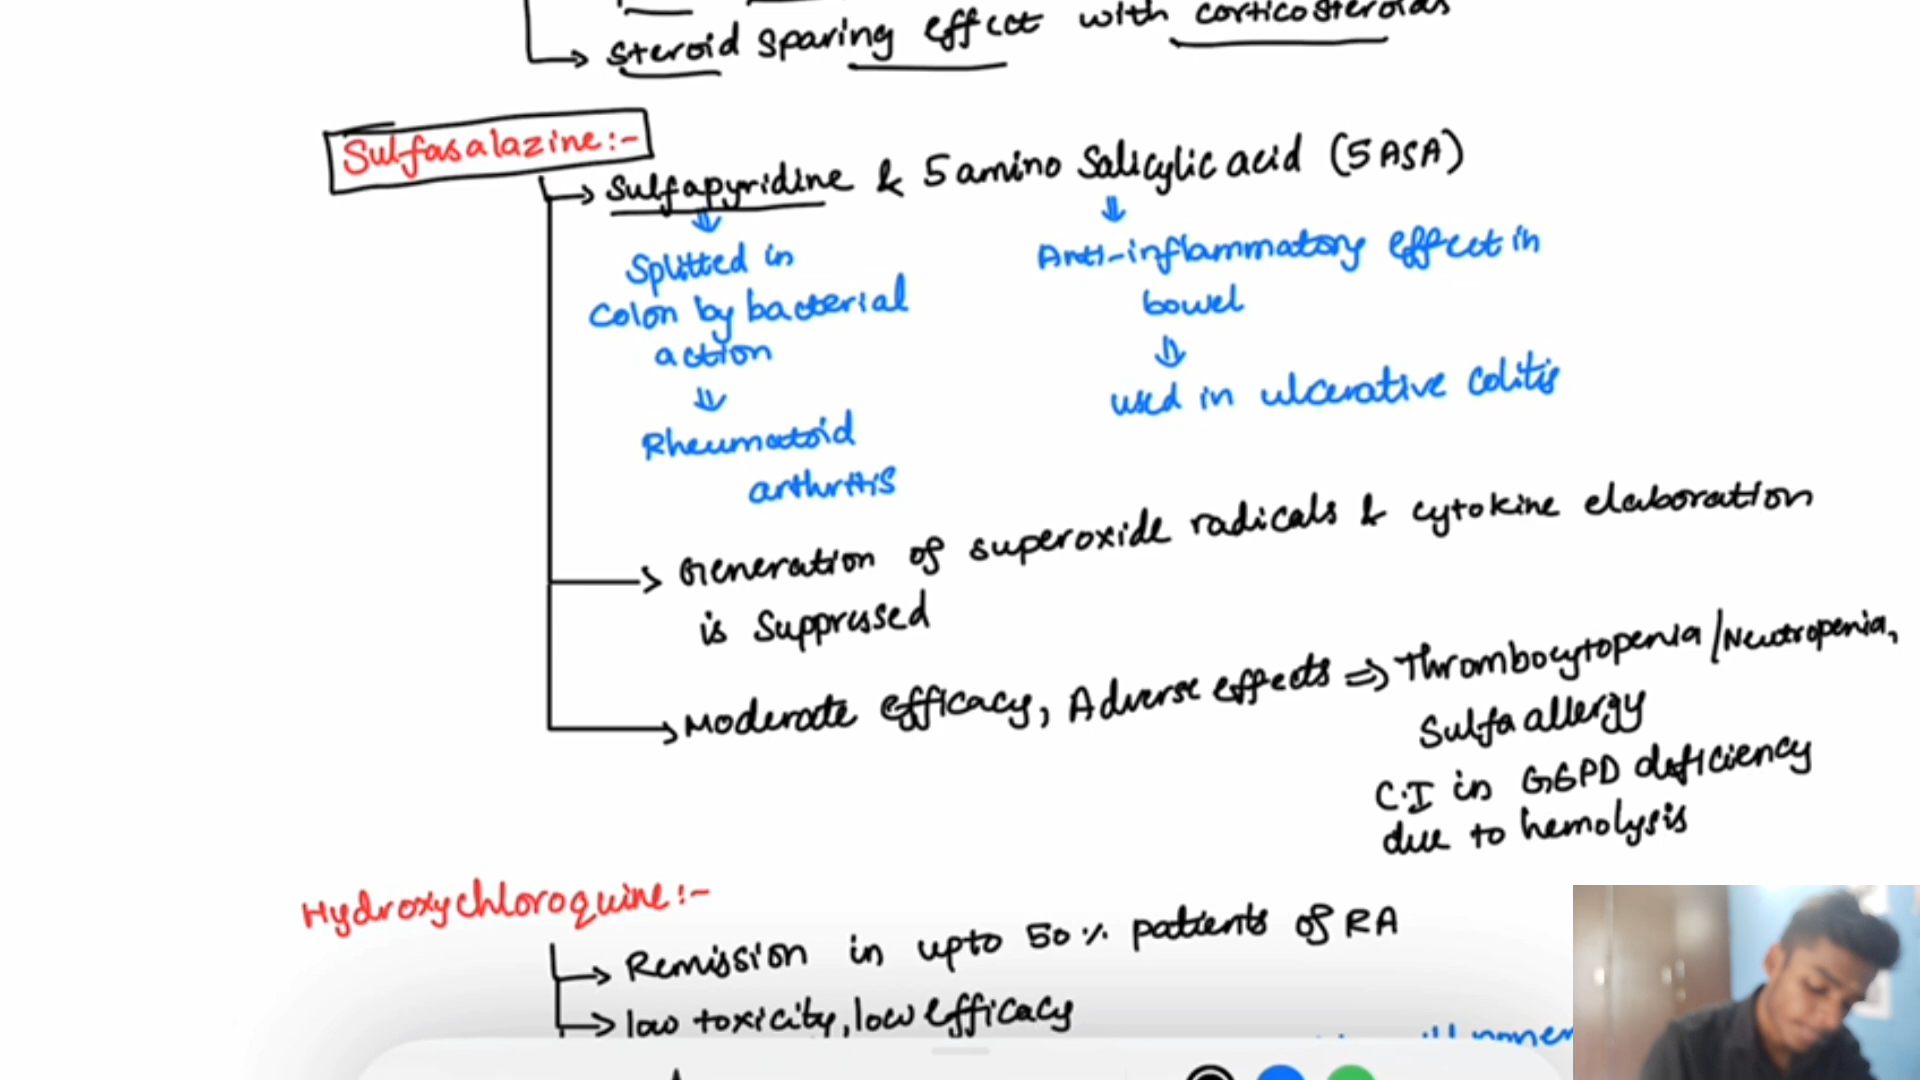 steroid sparing effect with corticosteroids
Sulfasalazine:-
Sulfapyridine & 5 amino Salicylic acid (5 ASA)
Splitted in
Colon by bacterial
action
Rheumatoid
arthritis
Anti-inflammatory effect in
bowel
used in ulcerative colitis
Generation of superoxide radicals & cytokine elaboration
is Suppressed
Moderate efficacy, Adverse effects => Thrombocytopenia /Neutropenia,
Sulfa allergy
C.I in G6PD deficiency
due to hemolysis
Hydroxychloroquine:-
Remission in upto 50% patients of RA
low toxicity, low efficacy